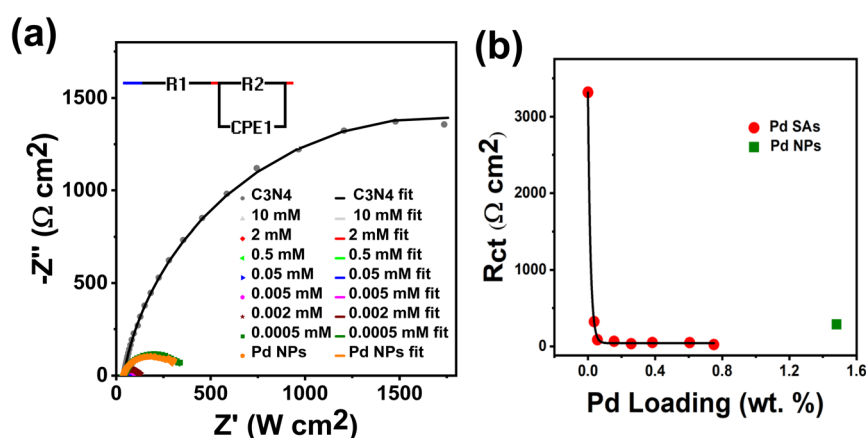 (a)
-Z'' (Ω cm2)
1500
1000
500
0
R1
R2
CPE1
C3N4 C3N4 fit
10 mM 10 mM fit
2 mM 2 mM fit
0.5 mM 0.5 mM fit
0.05 mM 0.05 mM fit
0.005 mM 0.005 mM fit
0.002 mM 0.002 mM fit
0.0005 mM 0.0005 mM fit
Pd NPs Pd NPs fit
0 500 1000 1500
Z' (W cm2)
(b)
Rct (Ω cm2)
3000
2000
1000
0
Pd SAs
Pd NPs
0.0 0.4 0.8 1.2 1.6
Pd Loading (wt. %)